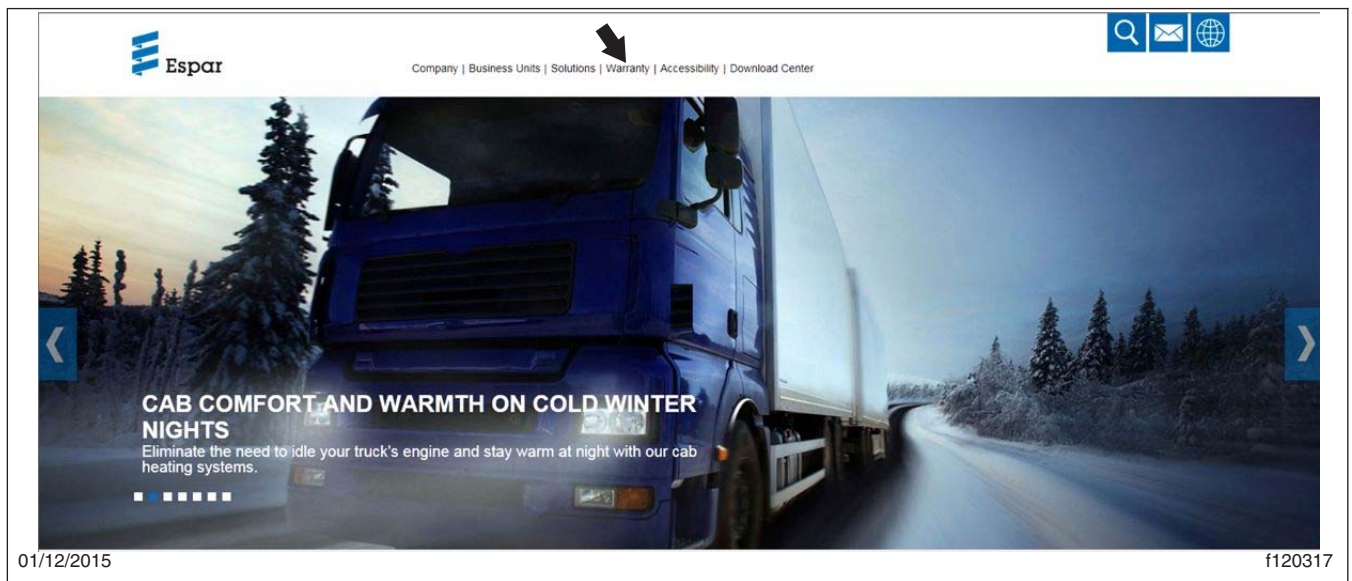 Espar
Company | Business Units | Solutions | Warranty | Accessibility | Download Center
CAB COMFORT AND WARMTH ON COLD WINTER
NIGHTS
Eliminate the need to idle your truck's engine and stay warm at night with our cab
heating systems.
01/12/2015
f120317